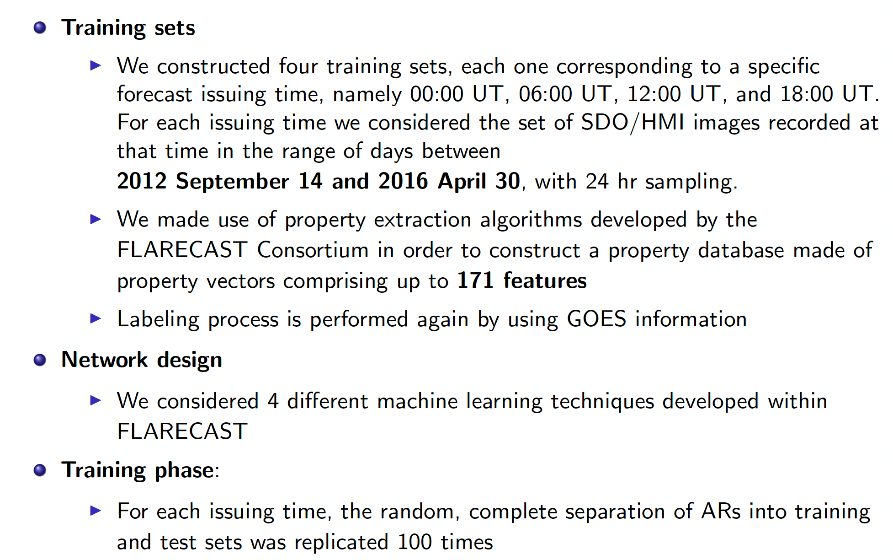 Training sets
We constructed four training sets, each one corresponding to a specific
forecast issuing time, namely 00:00 UT, 06:00 UT, 12:00 UT, and 18:00 UT.
For each issuing time we considered the set of SDO/HMI images recorded at
that time in the range of days between
2012 September 14 and 2016 April 30, with 24 hr sampling.
We made use of property extraction algorithms developed by the
FLARECAST Consortium in order to construct a property database made of
property vectors comprising up to 171 features
Labeling process is performed again by using GOES information
Network design
We considered 4 different machine learning techniques developed within
FLARECAST
Training phase:
For each issuing time, the random, complete separation of ARs into training
and test sets was replicated 100 times